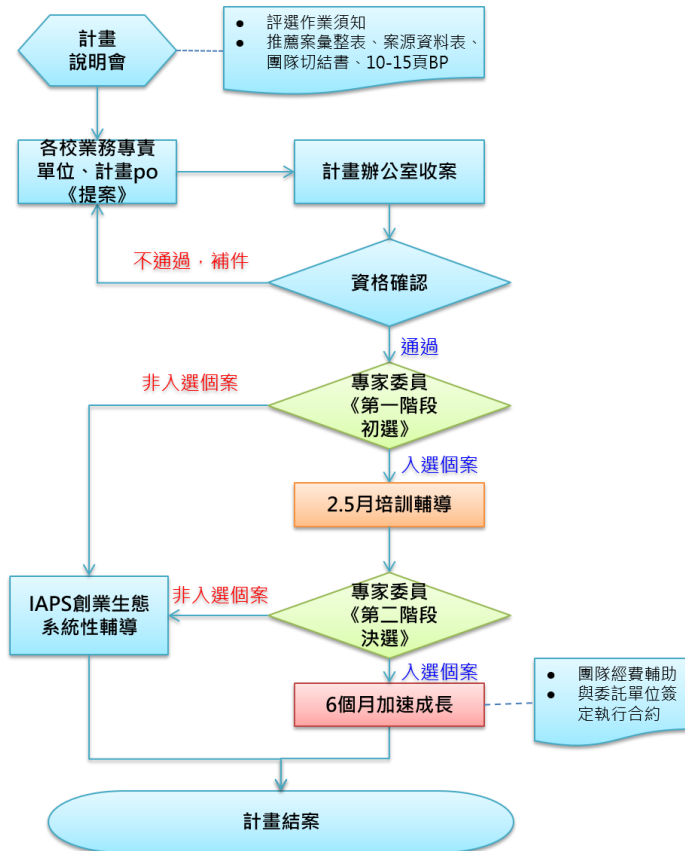 計畫
說明會
● 評選作業須知
● 推薦案彙整表、案源資料表、
團隊切結書、10-15頁BP
各校業務專責
單位、計畫po
《提案》
計畫辦公室收案
不通過，補件
資格確認
通過
非入選個案
專家委員
《第一階段
初選》
入選個案
2.5月培訓輔導
IAPS創業生態
系統性輔導
非入選個案
專家委員
《第二階段
決選》
入選個案
6個月加速成長
● 團隊經費輔助
● 與委託單位簽
定執行合約
計畫結案